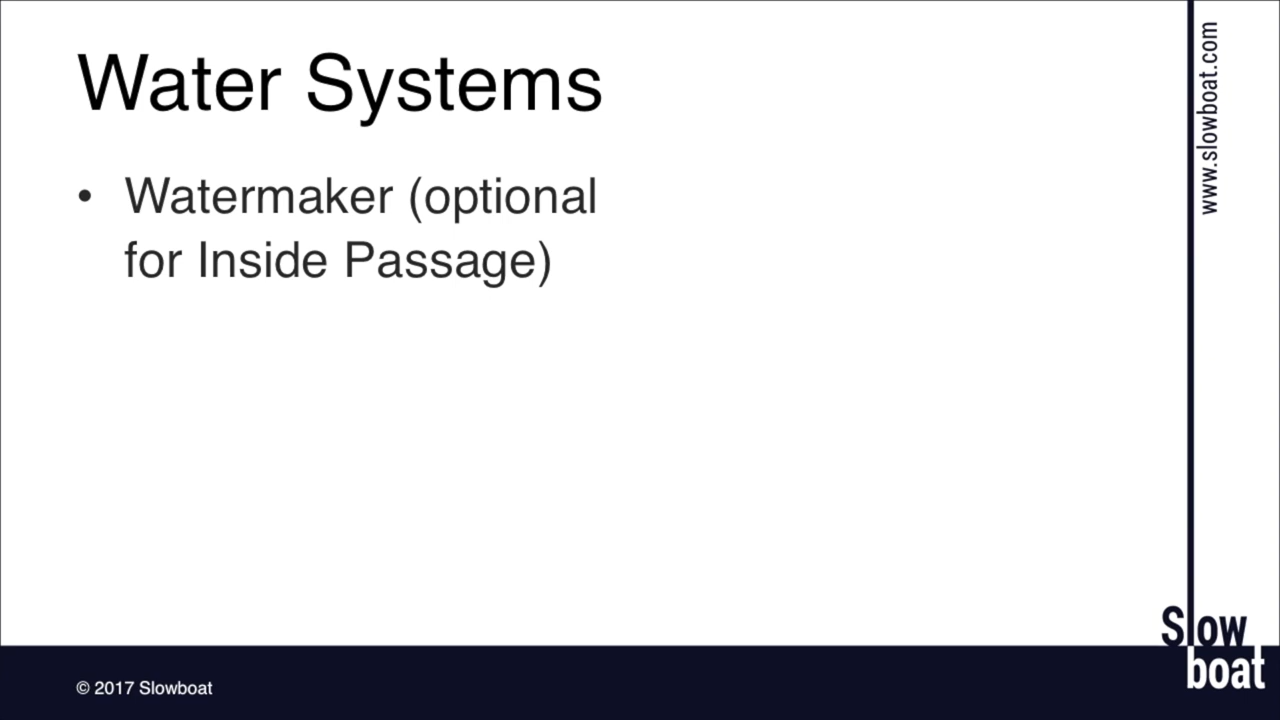 Water Systems
• Watermaker (optional
for Inside Passage)
www.slowboat.com
Slow
boat
© 2017 Slowboat